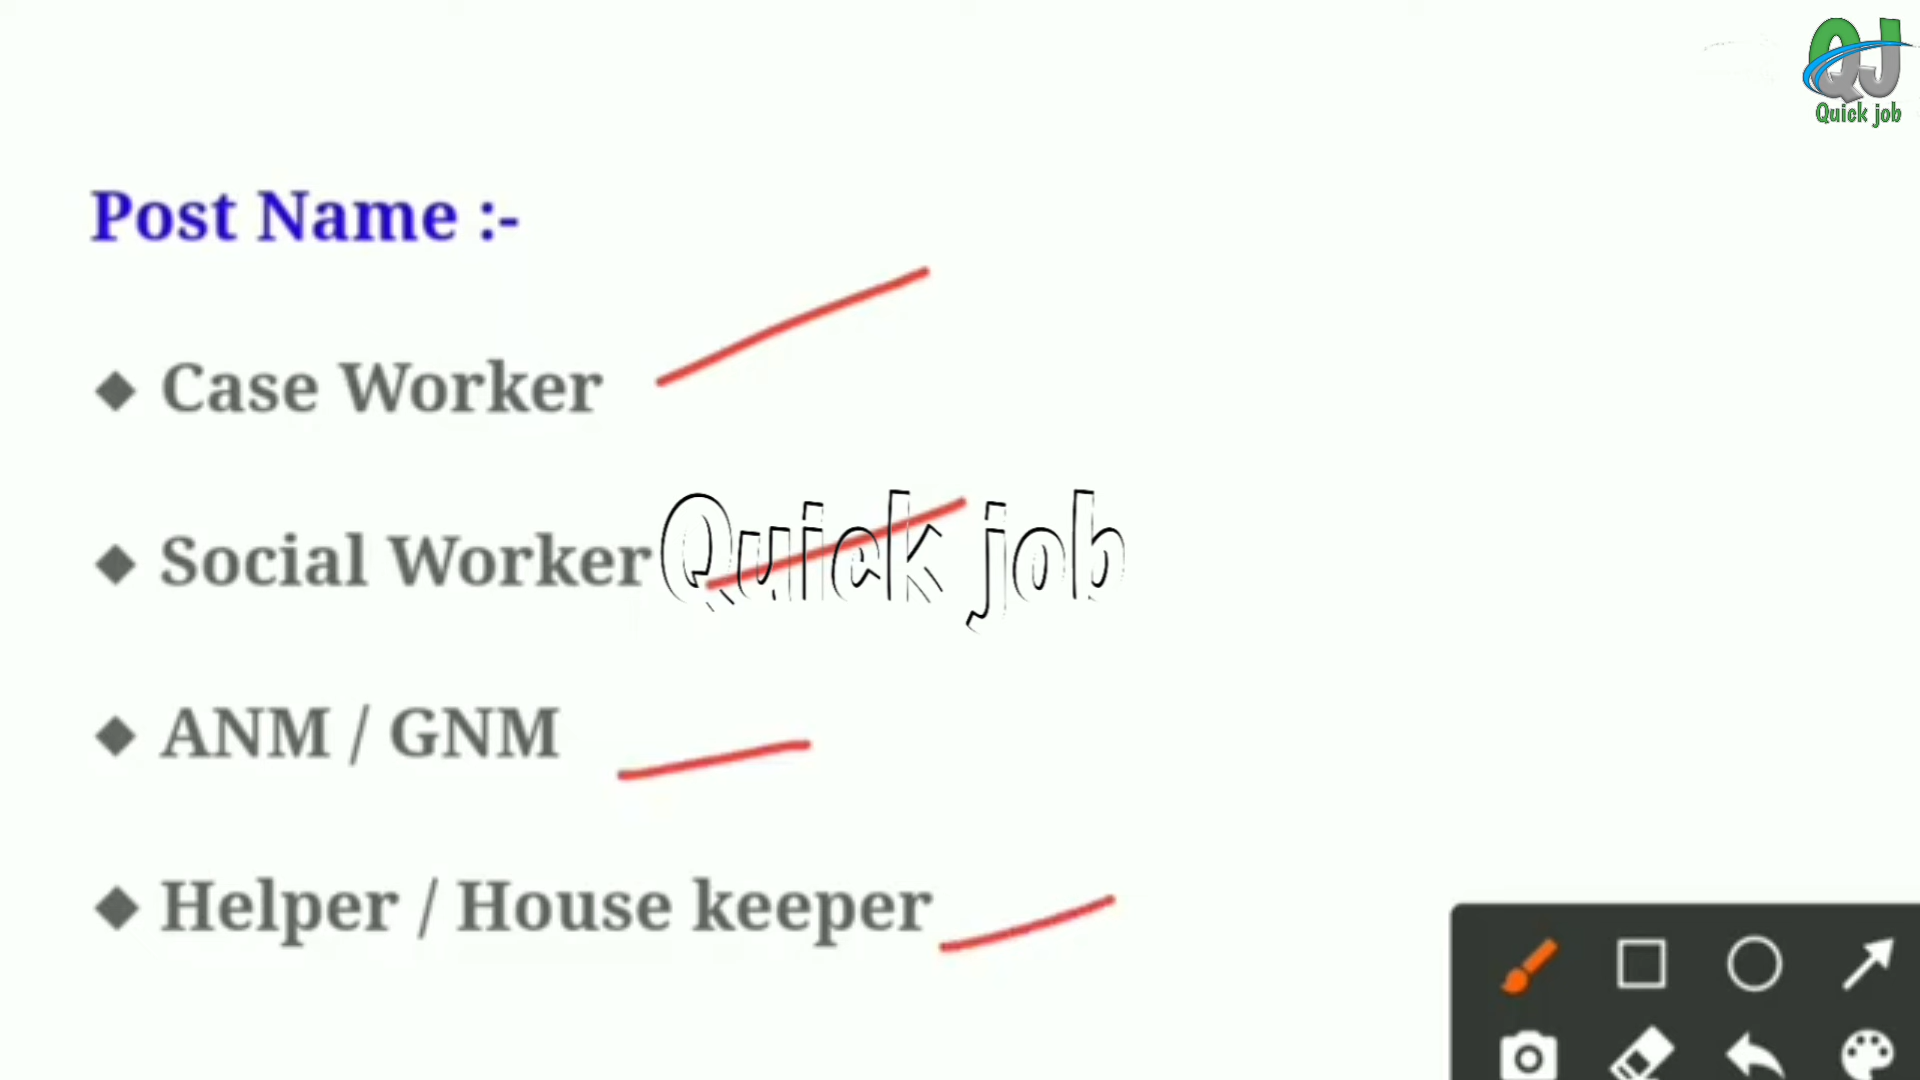 QJ
Quick job
Post Name :-
◆ Case Worker
◆ Social Worker
Quick job
◆ ANM / GNM
◆ Helper / House keeper